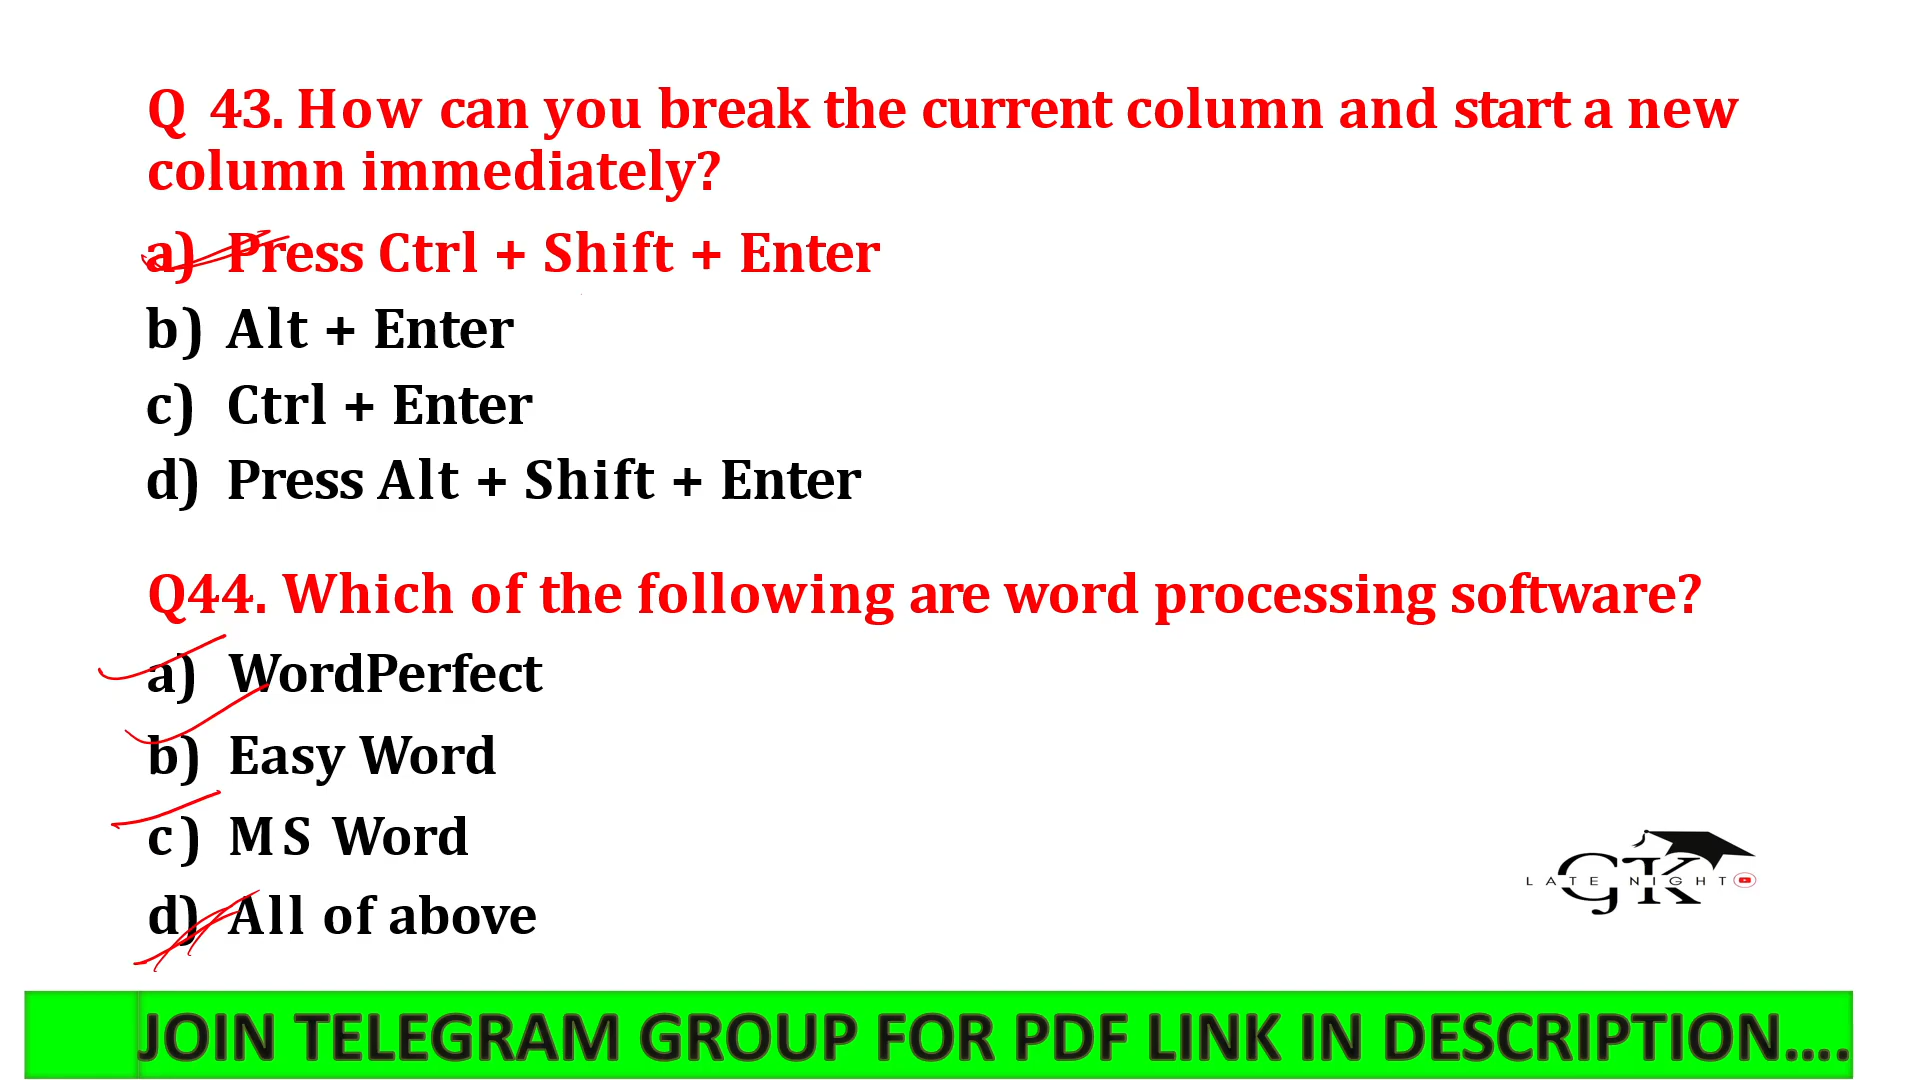 Q 43. How can you break the current column and start a new
column immediately?
a) Press Ctrl + Shift + Enter
b) Alt + Enter
c) Ctrl + Enter
d) Press Alt + Shift + Enter
Q44. Which of the following are word processing software?
a) WordPerfect
b) Easy Word
c) MS Word
d) All of above
GK
LATE NIGHT
JOIN TELEGRAM GROUP FOR PDF LINK IN DESCRIPTION....